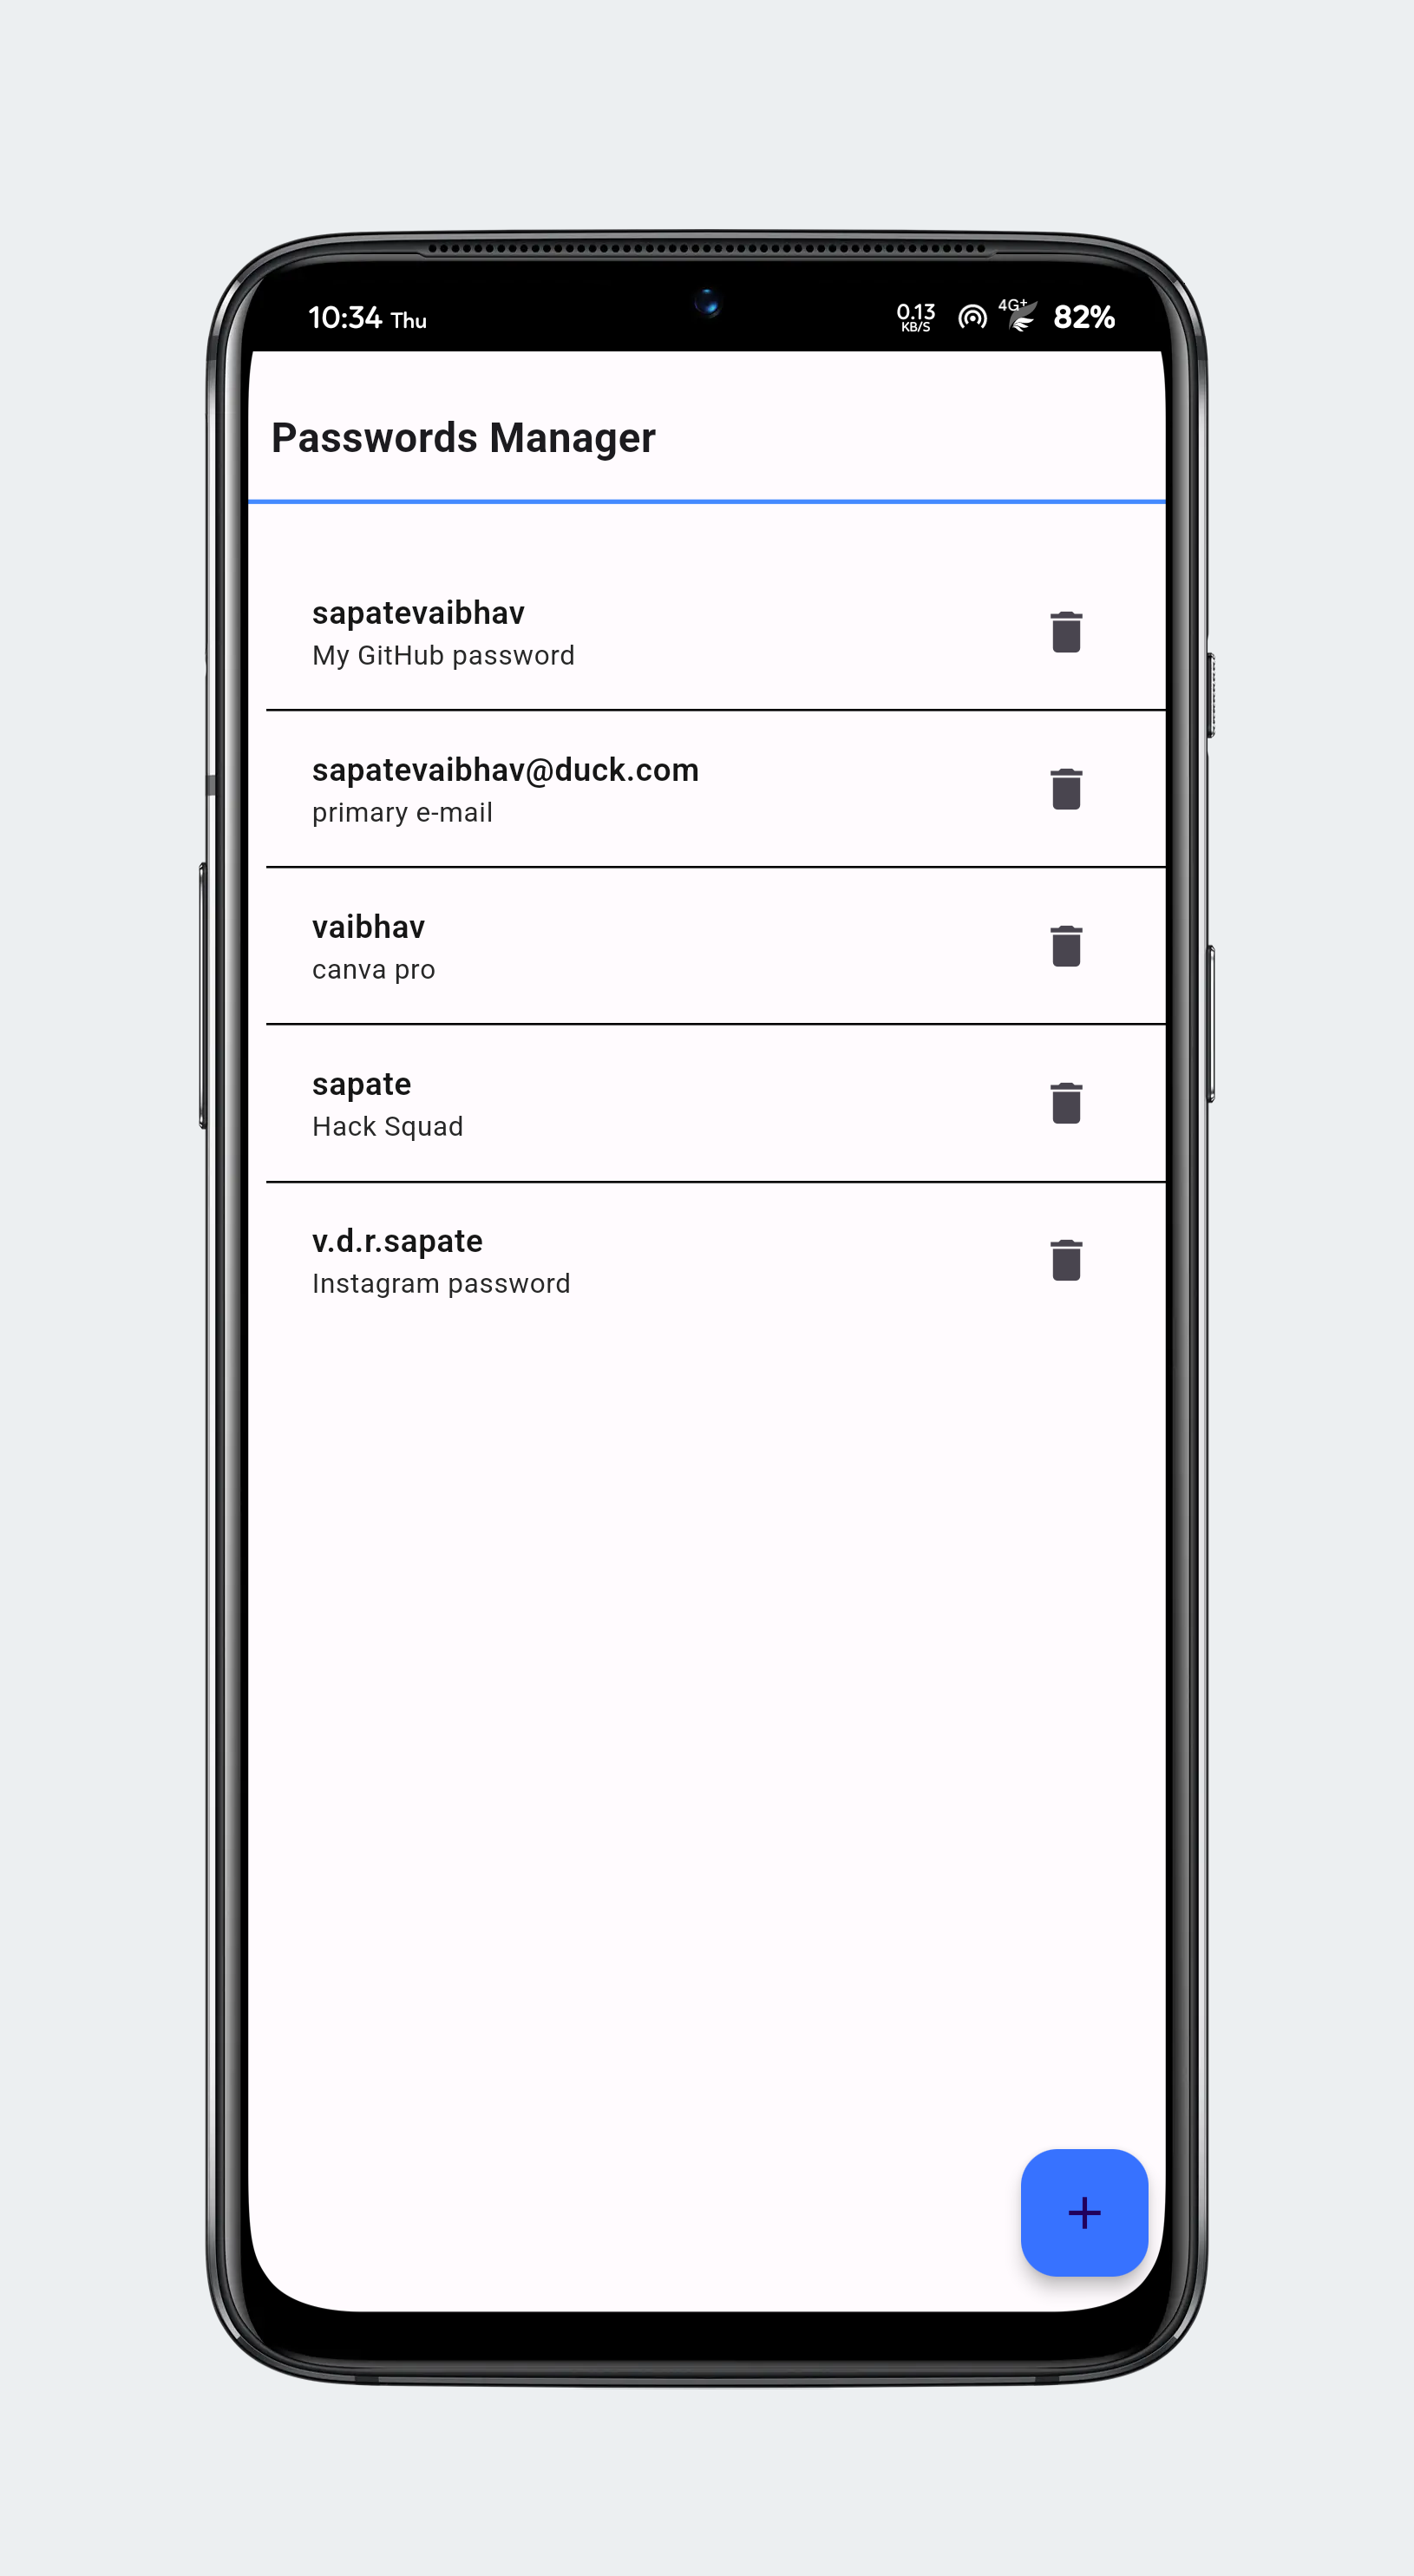 10:34 Thu
0.13
KB/S
4G+
82%
Passwords Manager
sapatevaibhav
My GitHub password
sapatevaibhav@duck.com
primary e-mail
vaibhav
canva pro
sapate
Hack Squad
v.d.r.sapate
Instagram password